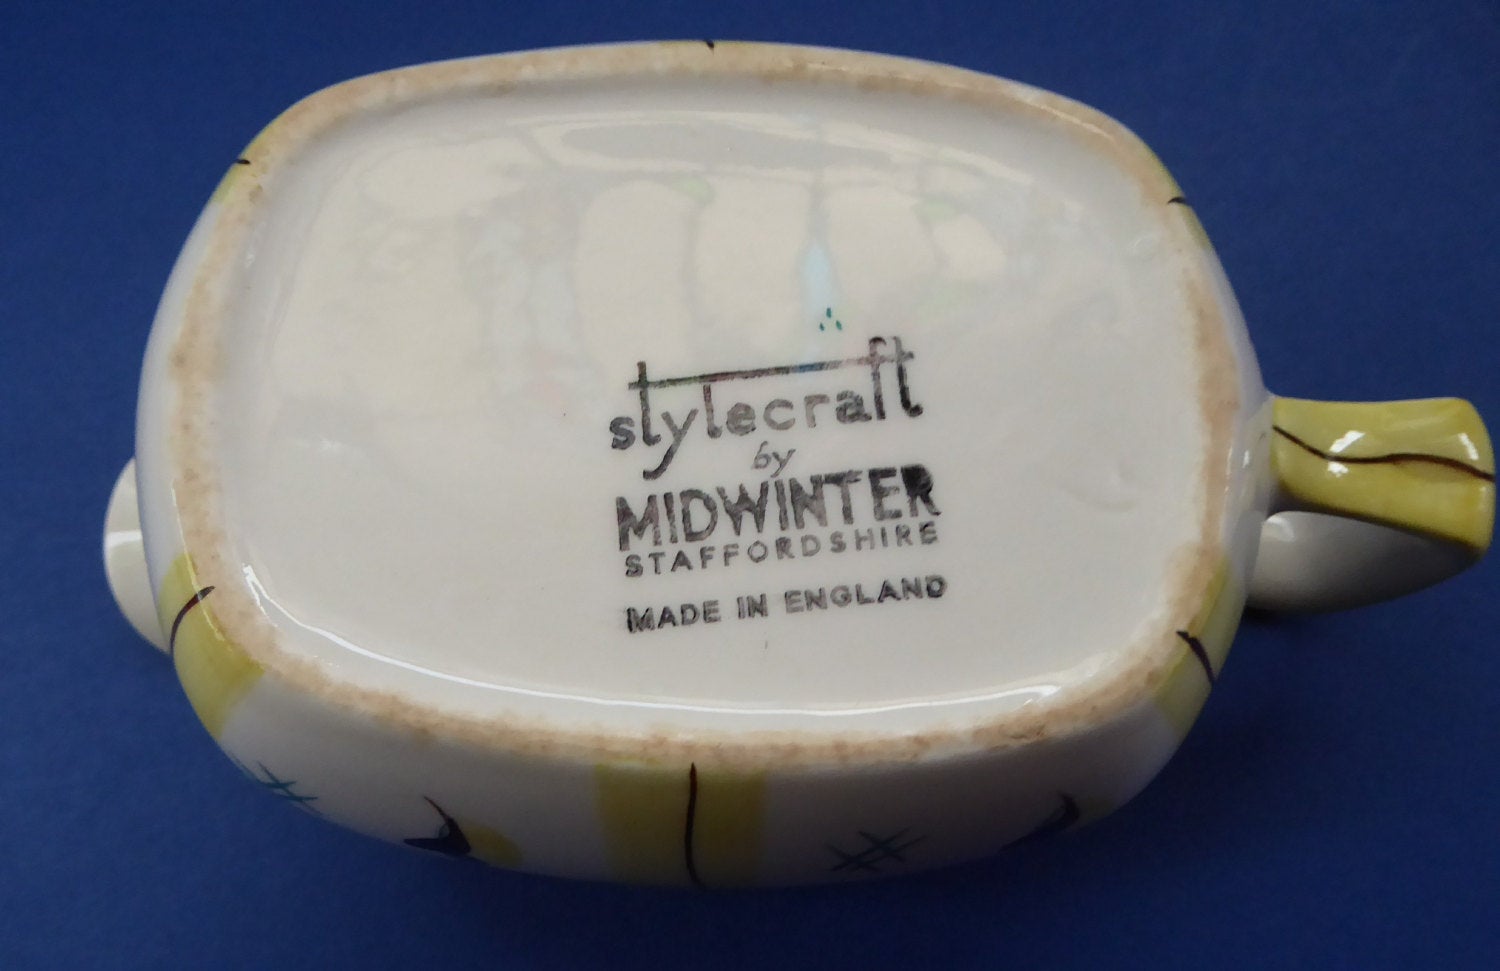 stylecraft
by
MIDWINTER
STAFFORDSHIRE
MADE IN ENGLAND